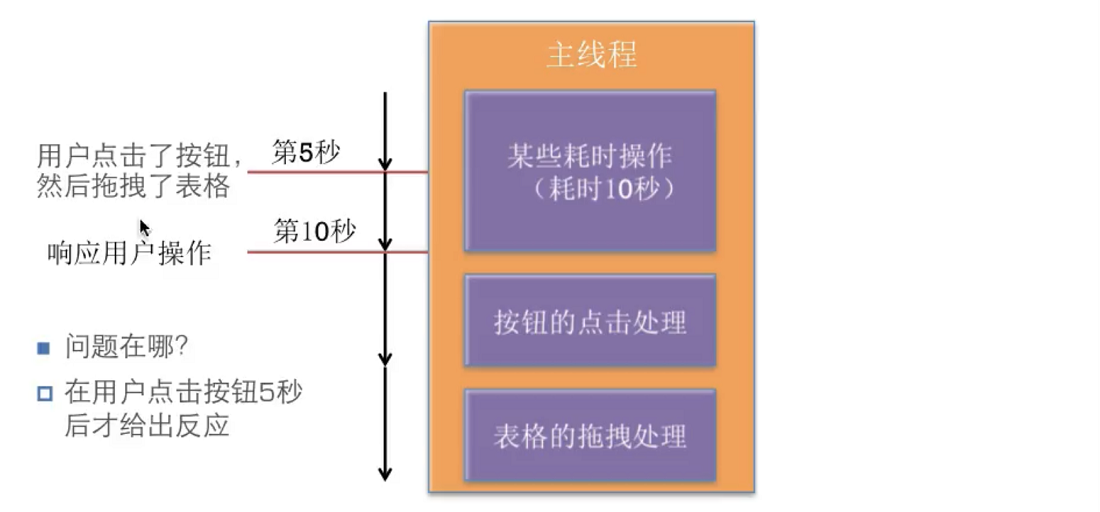 主线程
某些耗时操作
（耗时10秒）
用户点击了按钮，
然后拖拽了表格
第5秒
第10秒
响应用户操作
按钮的点击处理
问题在哪？
在用户点击按钮5秒
后才给出反应
表格的拖拽处理